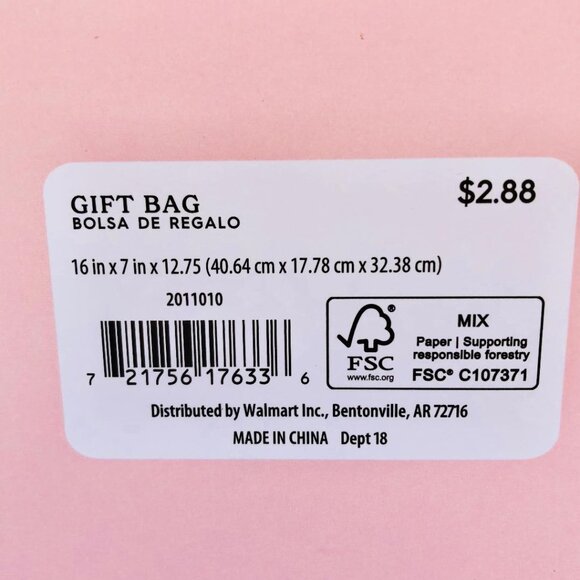 GIFT BAG
BOLSA DE REGALO
$2.88
16 in x 7 in x 12.75 (40.64 cm x 17.78 cm x 32.38 cm)
2011010
7 21756 17633 6
FSC
www.fsc.org
®
MIX
Paper | Supporting
responsible forestry
FSC® C107371
Distributed by Walmart Inc., Bentonville, AR 72716
MADE IN CHINA Dept 18